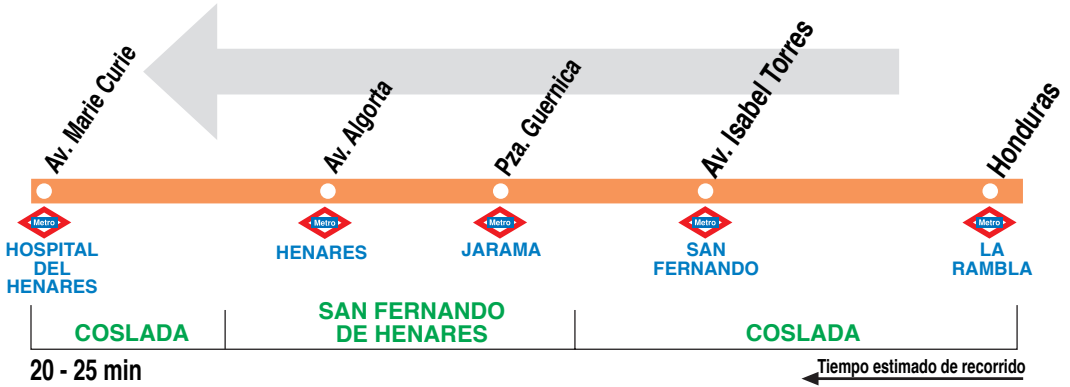 Av. Marie Curie
Av. Algorta
Pza. Guernica
Av. Isabel Torres
Honduras
Metro
Metro
Metro
Metro
Metro
HOSPITAL
DEL
HENARES
HENARES
JARAMA
SAN
FERNANDO
LA
RAMBLA
COSLADA
SAN FERNANDO
DE HENARES
COSLADA
20 - 25 min
Tiempo estimado de recorrido